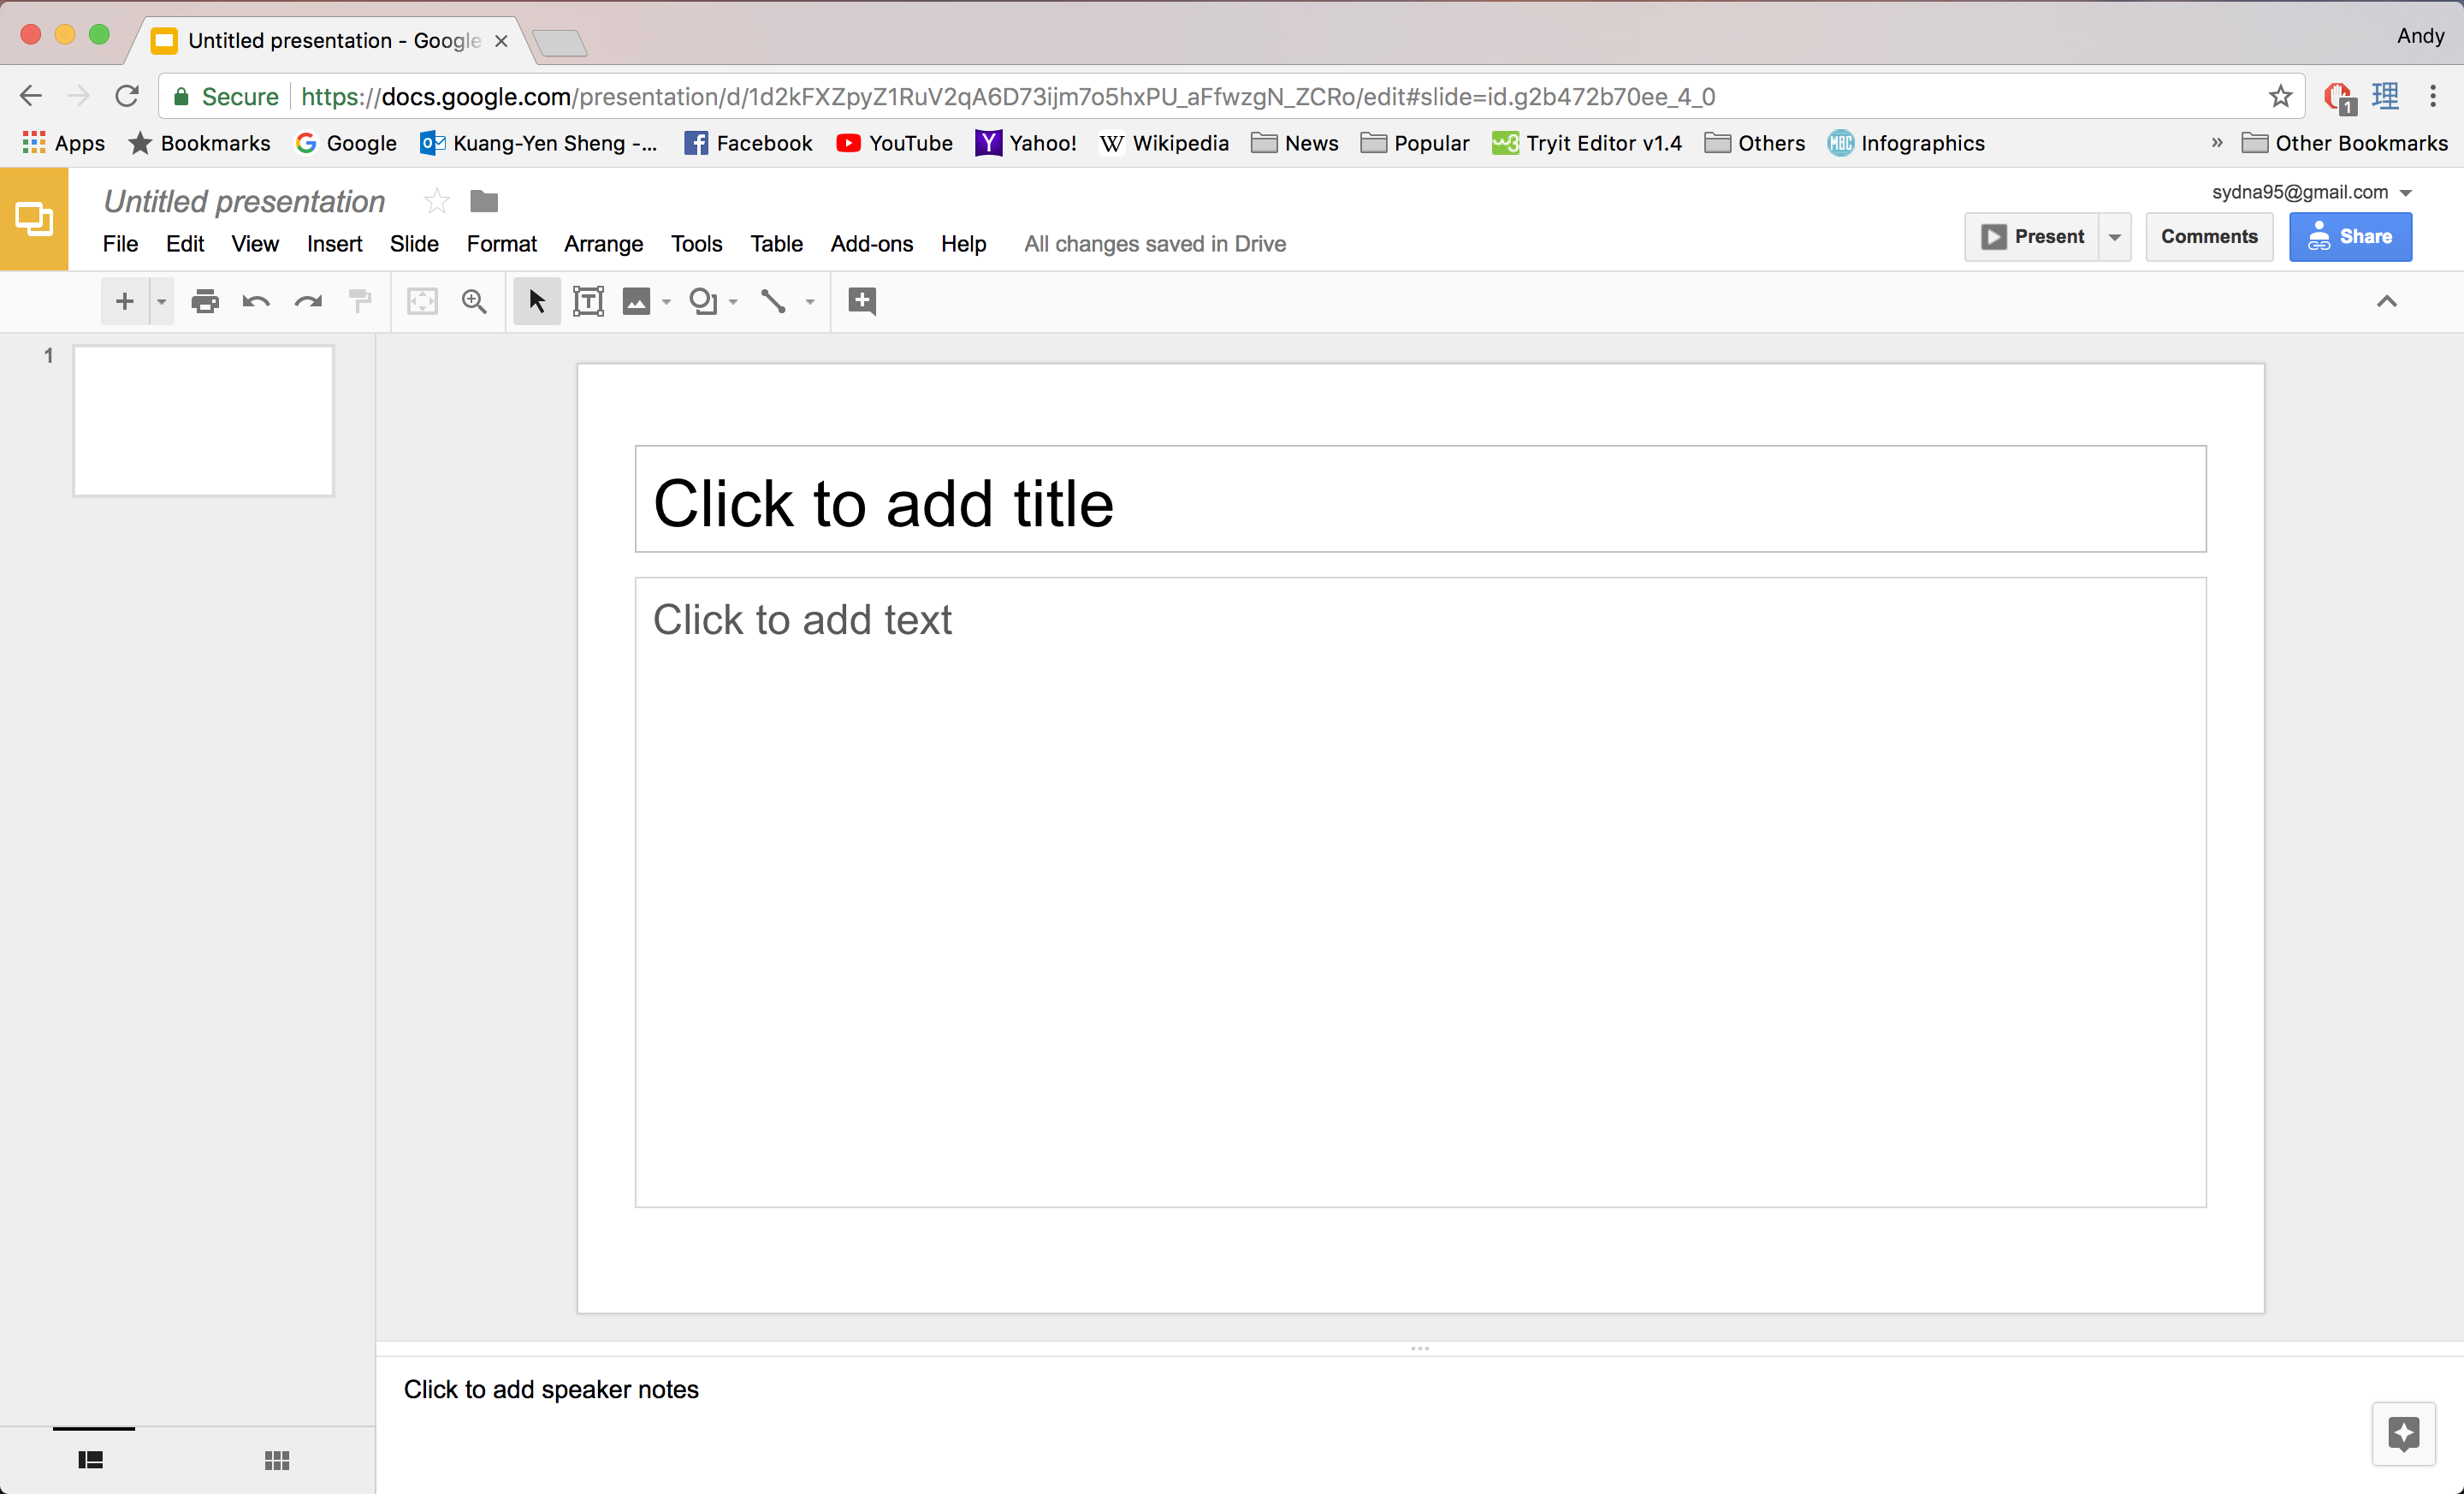 Untitled presentation - Google
Andy
Secure https://docs.google.com/presentation/d/1d2kFXZpyZ1RuV2qA6D73ijm7o5hxPU_aFfwzgN_ZCRo/edit#slide=id.g2b472b70ee_4_0
1
理
Apps Bookmarks Google Kuang-Yen Sheng -... Facebook YouTube Yahoo! Wikipedia News Popular Tryit Editor v1.4 Others Infographics » Other Bookmarks
Untitled presentation
sydna95@gmail.com
File Edit View Insert Slide Format Arrange Tools Table Add-ons Help All changes saved in Drive
Present Comments Share
1
Click to add title
Click to add text
Click to add speaker notes